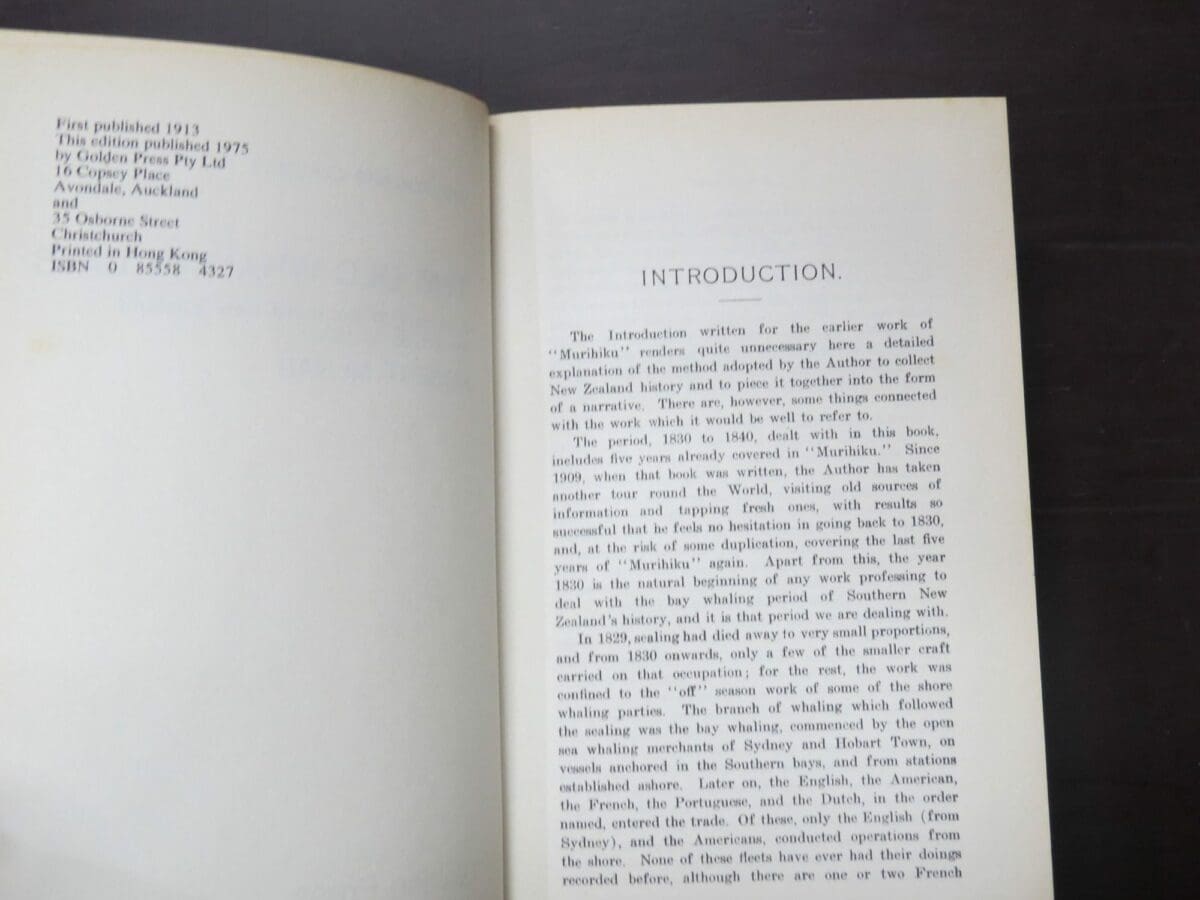 First published 1913
This edition published 1975
by Golden Press Pty Ltd
16 Copsey Place
Avondale, Auckland
and
35 Osborne Street
Christchurch
Printed in Hong Kong
ISBN 0 85558 4327
INTRODUCTION.
The Introduction written for the earlier work of
"Murihiku" renders quite unnecessary here a detailed
explanation of the method adopted by the Author to collect
New Zealand history and to piece it together into the form
of a narrative. There are, however, some things connected
with the work which it would be well to refer to.
The period, 1830 to 1840, dealt with in this book,
includes five years already covered in "Murihiku." Since
1909, when that book was written, the Author has taken
another tour round the World, visiting old sources of
information and tapping fresh ones, with results so
successful that he feels no hesitation in going back to 1830,
and, at the risk of some duplication, covering the last five
years of "Murihiku" again. Apart from this, the year
1830 is the natural beginning of any work professing to
deal with the bay whaling period of Southern New
Zealand's history, and it is that period we are dealing with.
In 1829, sealing had died away to very small proportions,
and from 1830 onwards, only a few of the smaller craft
carried on that occupation; for the rest, the work was
confined to the "off" season work of some of the shore
whaling parties. The branch of whaling which followed
the sealing was the bay whaling, commenced by the open
sea whaling merchants of Sydney and Hobart Town, on
vessels anchored in the Southern bays, and from stations
established ashore. Later on, the English, the American,
the French, the Portuguese, and the Dutch, in the order
named, entered the trade. Of these, only the English (from
Sydney), and the Americans, conducted operations from
the shore. None of these fleets have ever had their doings
recorded before, although there are one or two French